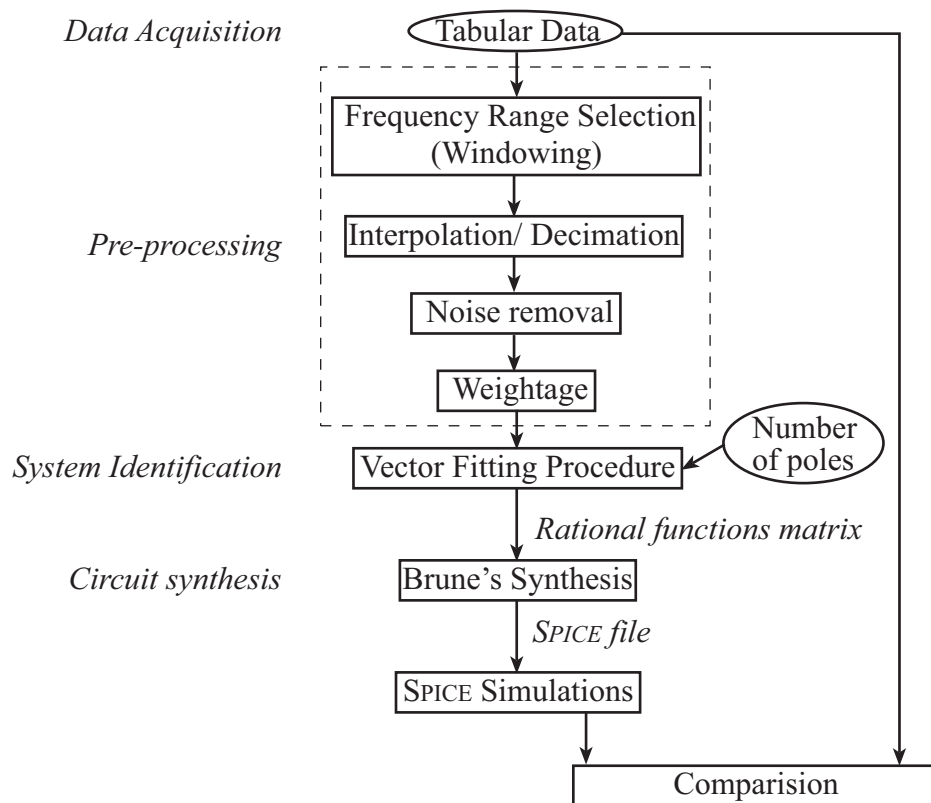 Data Acquisition
Tabular Data
Frequency Range Selection
(Windowing)
Pre-processing
Interpolation/ Decimation
Noise removal
Weightage
Number
of poles
System Identification
Vector Fitting Procedure
Rational functions matrix
Circuit synthesis
Brune's Synthesis
SPICE file
SPICE Simulations
Comparision